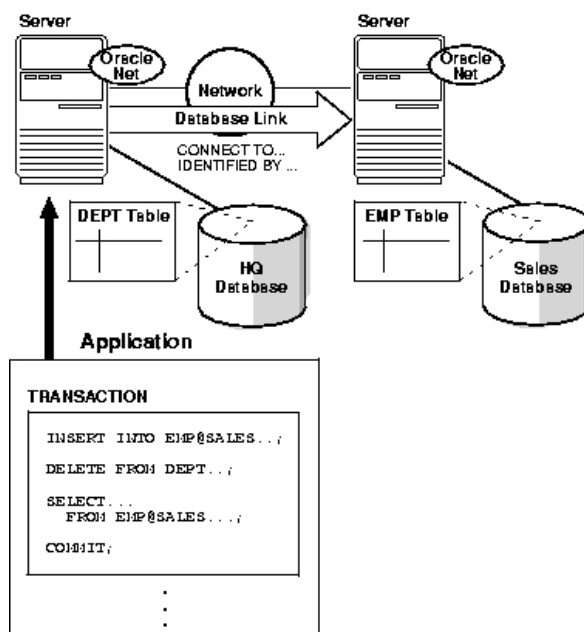 Server
Server
Oracle
Net
Oracle
Net
Network
Database Link
CONNECT TO...
IDENTIFIED BY ...
DEPT Table
EMP Table
HQ
Database
Sales
Database
Application
TRANSACTION
INSERT INTO EMP@SALES..;
DELETE FROM DEPT..;
SELECT...
FROM EMP@SALES...;
COMMIT;
.
.
.